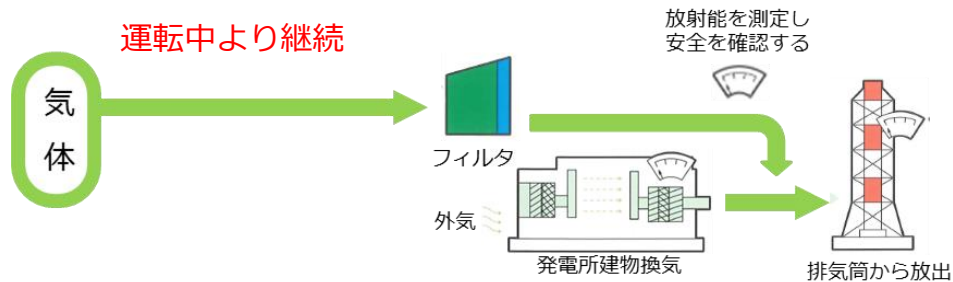 運転中より継続
放射能を測定し
安全を確認する
気
体
フィルタ
外気
発電所建物換気
排気筒から放出